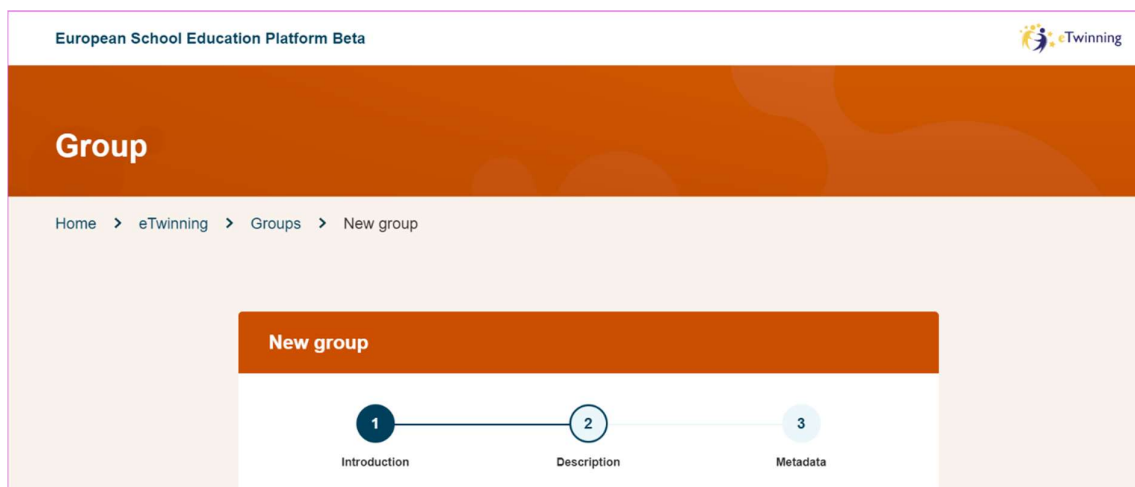 European School Education Platform Beta
eTwinning
Group
Home > eTwinning > Groups > New group
New group
1 2 3
Introduction Description Metadata